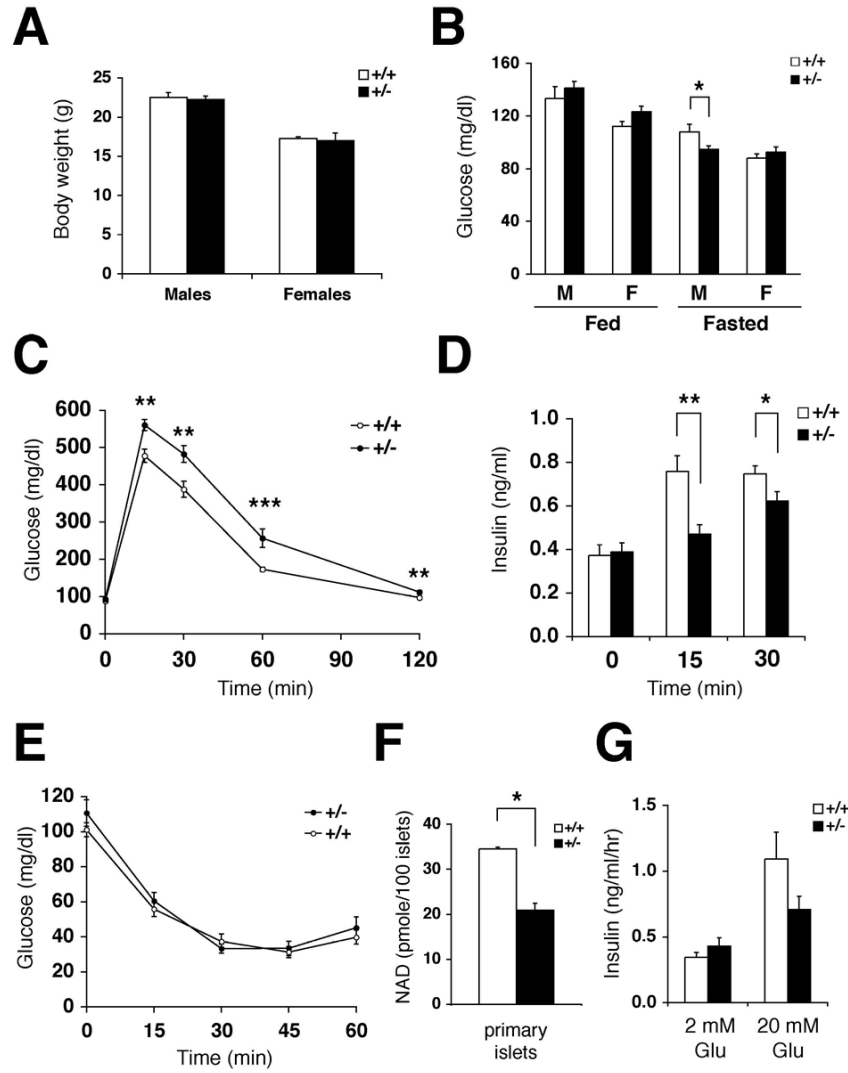 A
Body weight (g)
25
20
15
10
5
0
Males Females
+/+
+/-
B
Glucose (mg/dl)
160
120
80
40
0
*
+/+
+/-
M F M F
Fed Fasted
C
Glucose (mg/dl)
600
500
400
300
200
100
0
** ** *** **
+/+
+/-
0 30 60 90 120
Time (min)
D
Insulin (ng/ml)
1.0
0.8
0.6
0.4
0.2
0.0
** *
+/+
+/-
0 15 30
Time (min)
E
Glucose (mg/dl)
120
100
80
60
40
20
0
+/-
+/+
0 15 30 45 60
Time (min)
F
NAD (pmole/100 islets)
40
30
20
10
0
*
+/+
+/-
primary
islets
G
Insulin (ng/ml/hr)
1.5
1.0
0.5
0.0
+/+
+/-
2 mM 20 mM
Glu Glu